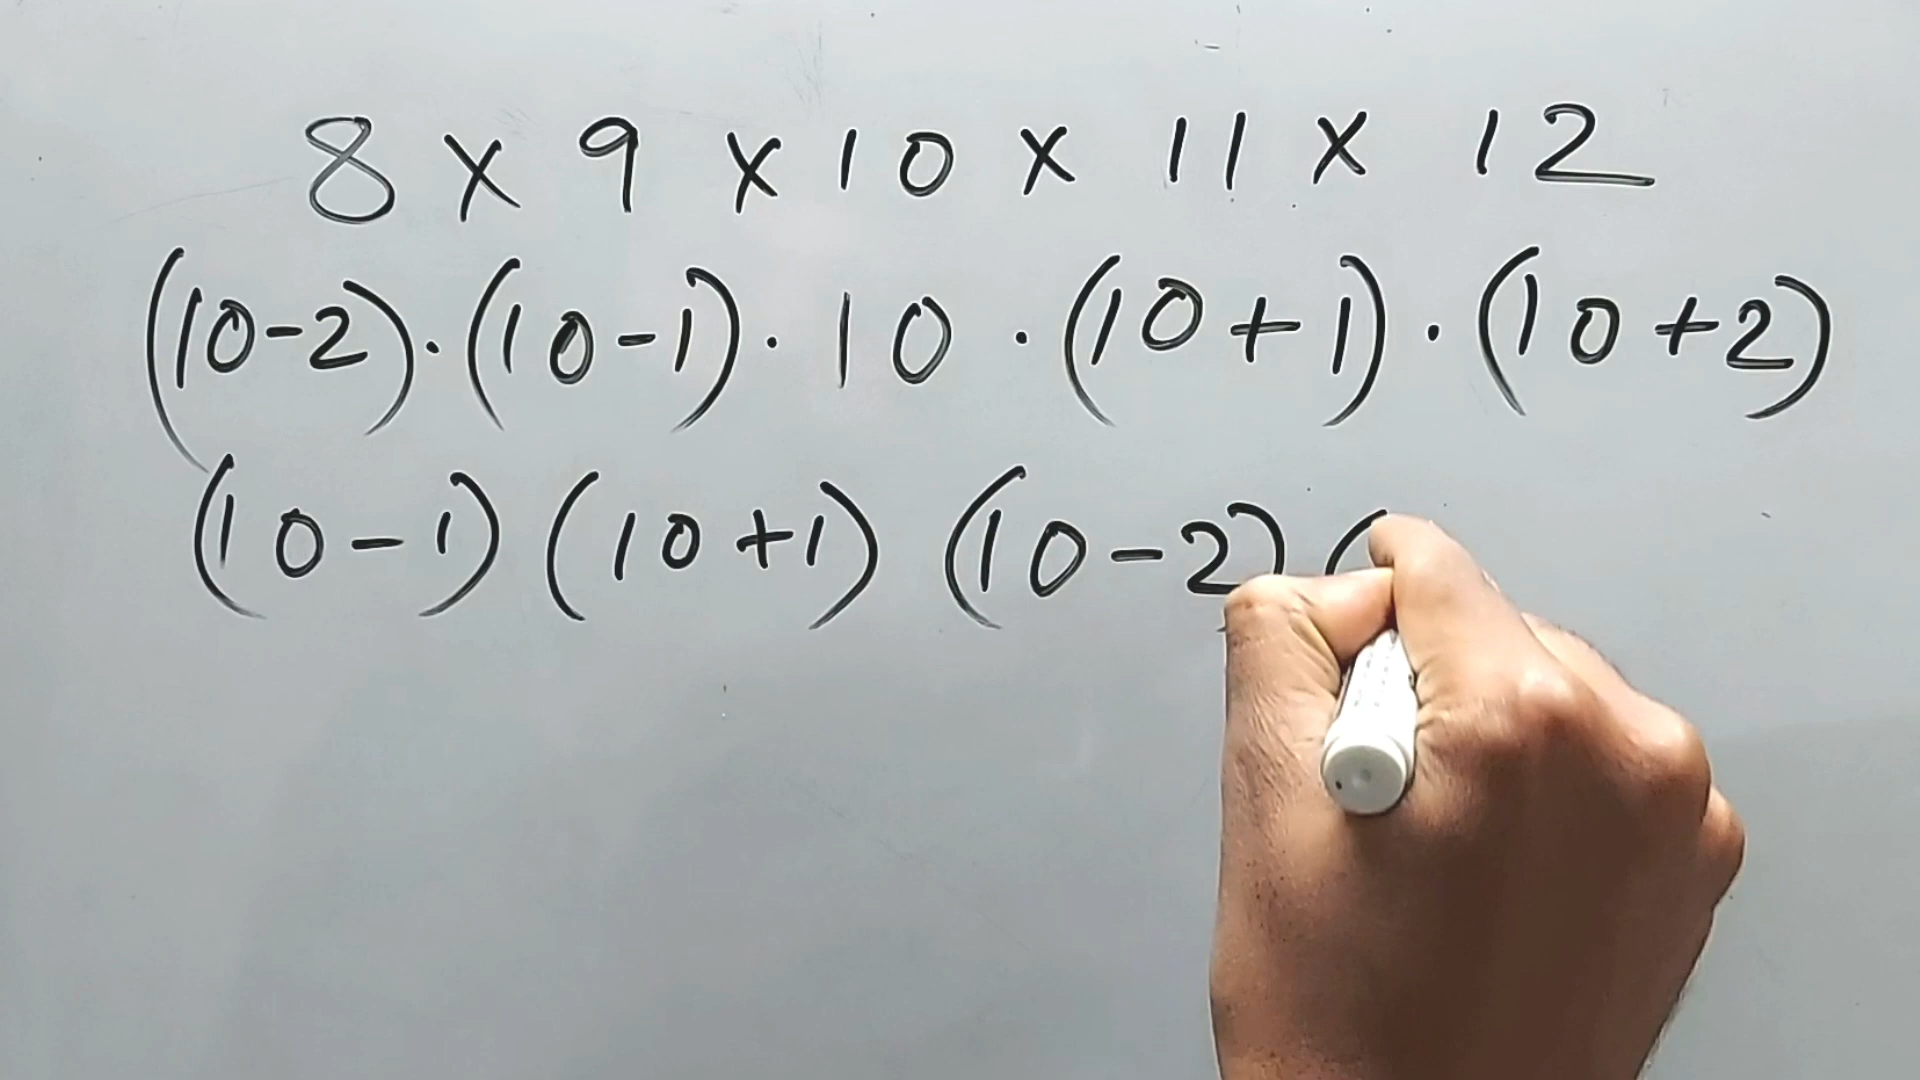 8 x 9 x 10 x 11 x 12
(10-2).(10-1).10.(10+1).(10+2)
(10-1)(10+1)(10-2)(